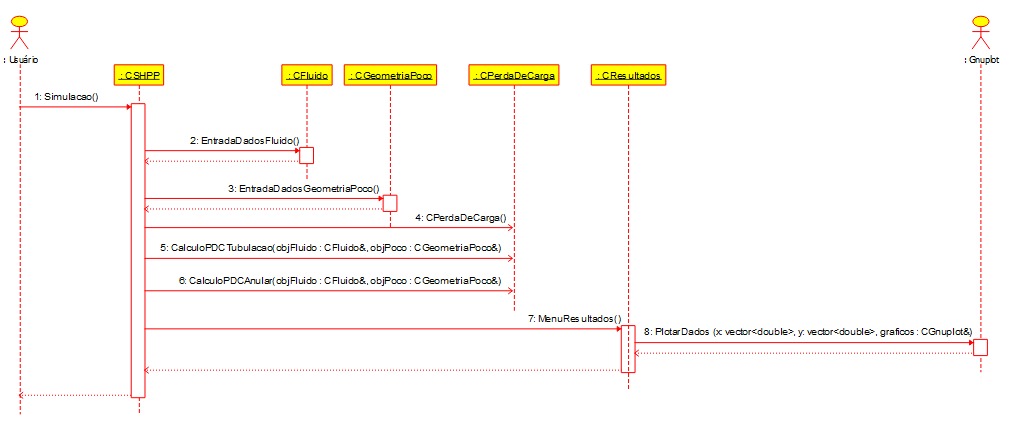 : Usuário
: CSHPP
: CFluido
: CGeometriaPoco
: CPerdaDeCarga
: CResultados
: Gnuplot
1: Simulacao()
2: EntradaDadosFluido()
3: EntradaDadosGeometriaPoco()
4: CPerdaDeCarga()
5: CalculoPDCTubulacao(objFluido : CFluido&, objPoco : CGeometriaPoco&)
6: CalculoPDCAnular(objFluido : CFluido&, objPoco : CGeometriaPoco&)
7: MenuResultados()
8: PlotarDados (x: vector<double>, y: vector<double>, graficos : CGnuplot&)